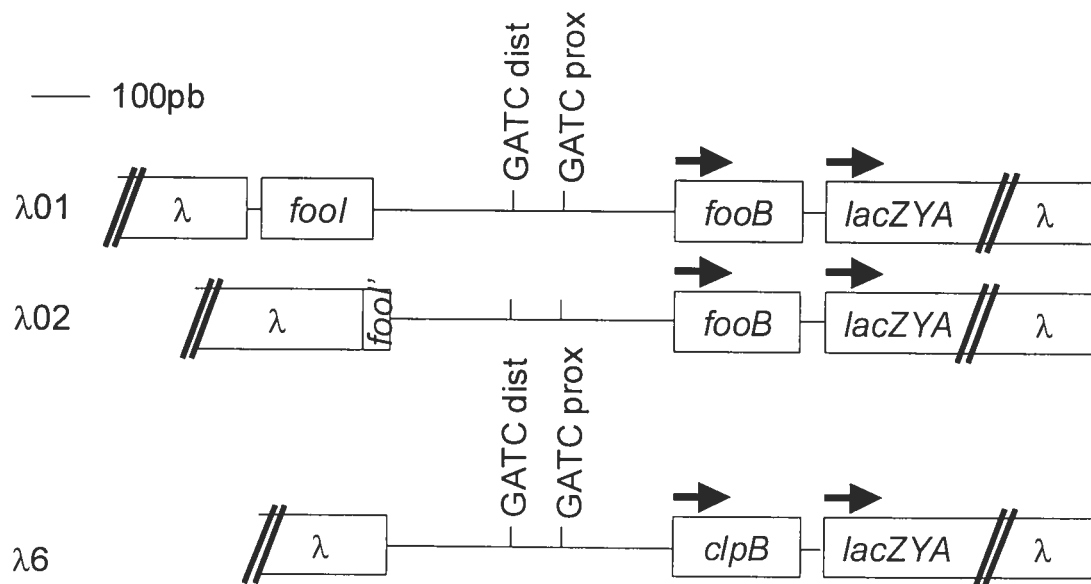 100pb
GATC dist
GATC prox
λ01
λ
fooI
fooB
lacZYA
λ
λ02
λ
fooI'
fooB
lacZYA
λ
GATC dist
GATC prox
λ6
λ
clpB
lacZYA
λ